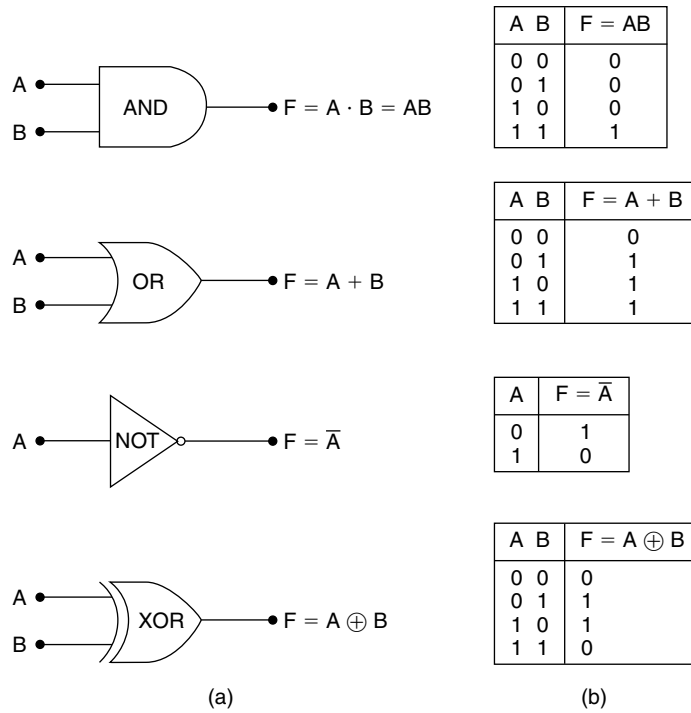 A B F = AB
0 0 0
0 1 0
1 0 0
1 1 1
A
B
AND
F = A · B = AB
A B F = A + B
0 0 0
0 1 1
1 0 1
1 1 1
A
B
OR
F = A + B
A F = A̅
0 1
1 0
A
NOT
F = A̅
A B F = A ⊕ B
0 0 0
0 1 1
1 0 1
1 1 0
A
B
XOR
F = A ⊕ B
(a)
(b)